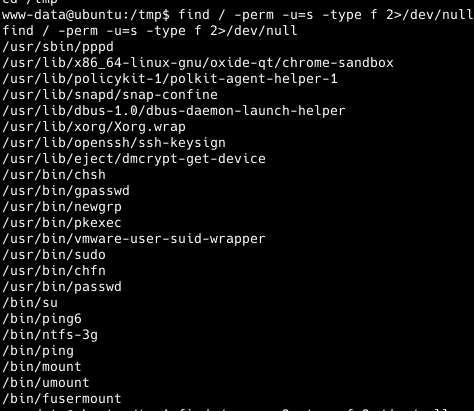 cd /tmp
www-data@ubuntu:/tmp$ find / -perm -u=s -type f 2>/dev/null
find / -perm -u=s -type f 2>/dev/null
/usr/sbin/pppd
/usr/lib/x86_64-linux-gnu/oxide-qt/chrome-sandbox
/usr/lib/policykit-1/polkit-agent-helper-1
/usr/lib/snapd/snap-confine
/usr/lib/dbus-1.0/dbus-daemon-launch-helper
/usr/lib/xorg/Xorg.wrap
/usr/lib/openssh/ssh-keysign
/usr/lib/eject/dmcrypt-get-device
/usr/bin/chsh
/usr/bin/gpasswd
/usr/bin/newgrp
/usr/bin/pkexec
/usr/bin/vmware-user-suid-wrapper
/usr/bin/sudo
/usr/bin/chfn
/usr/bin/passwd
/bin/su
/bin/ping6
/bin/ntfs-3g
/bin/ping
/bin/mount
/bin/umount
/bin/fusermount